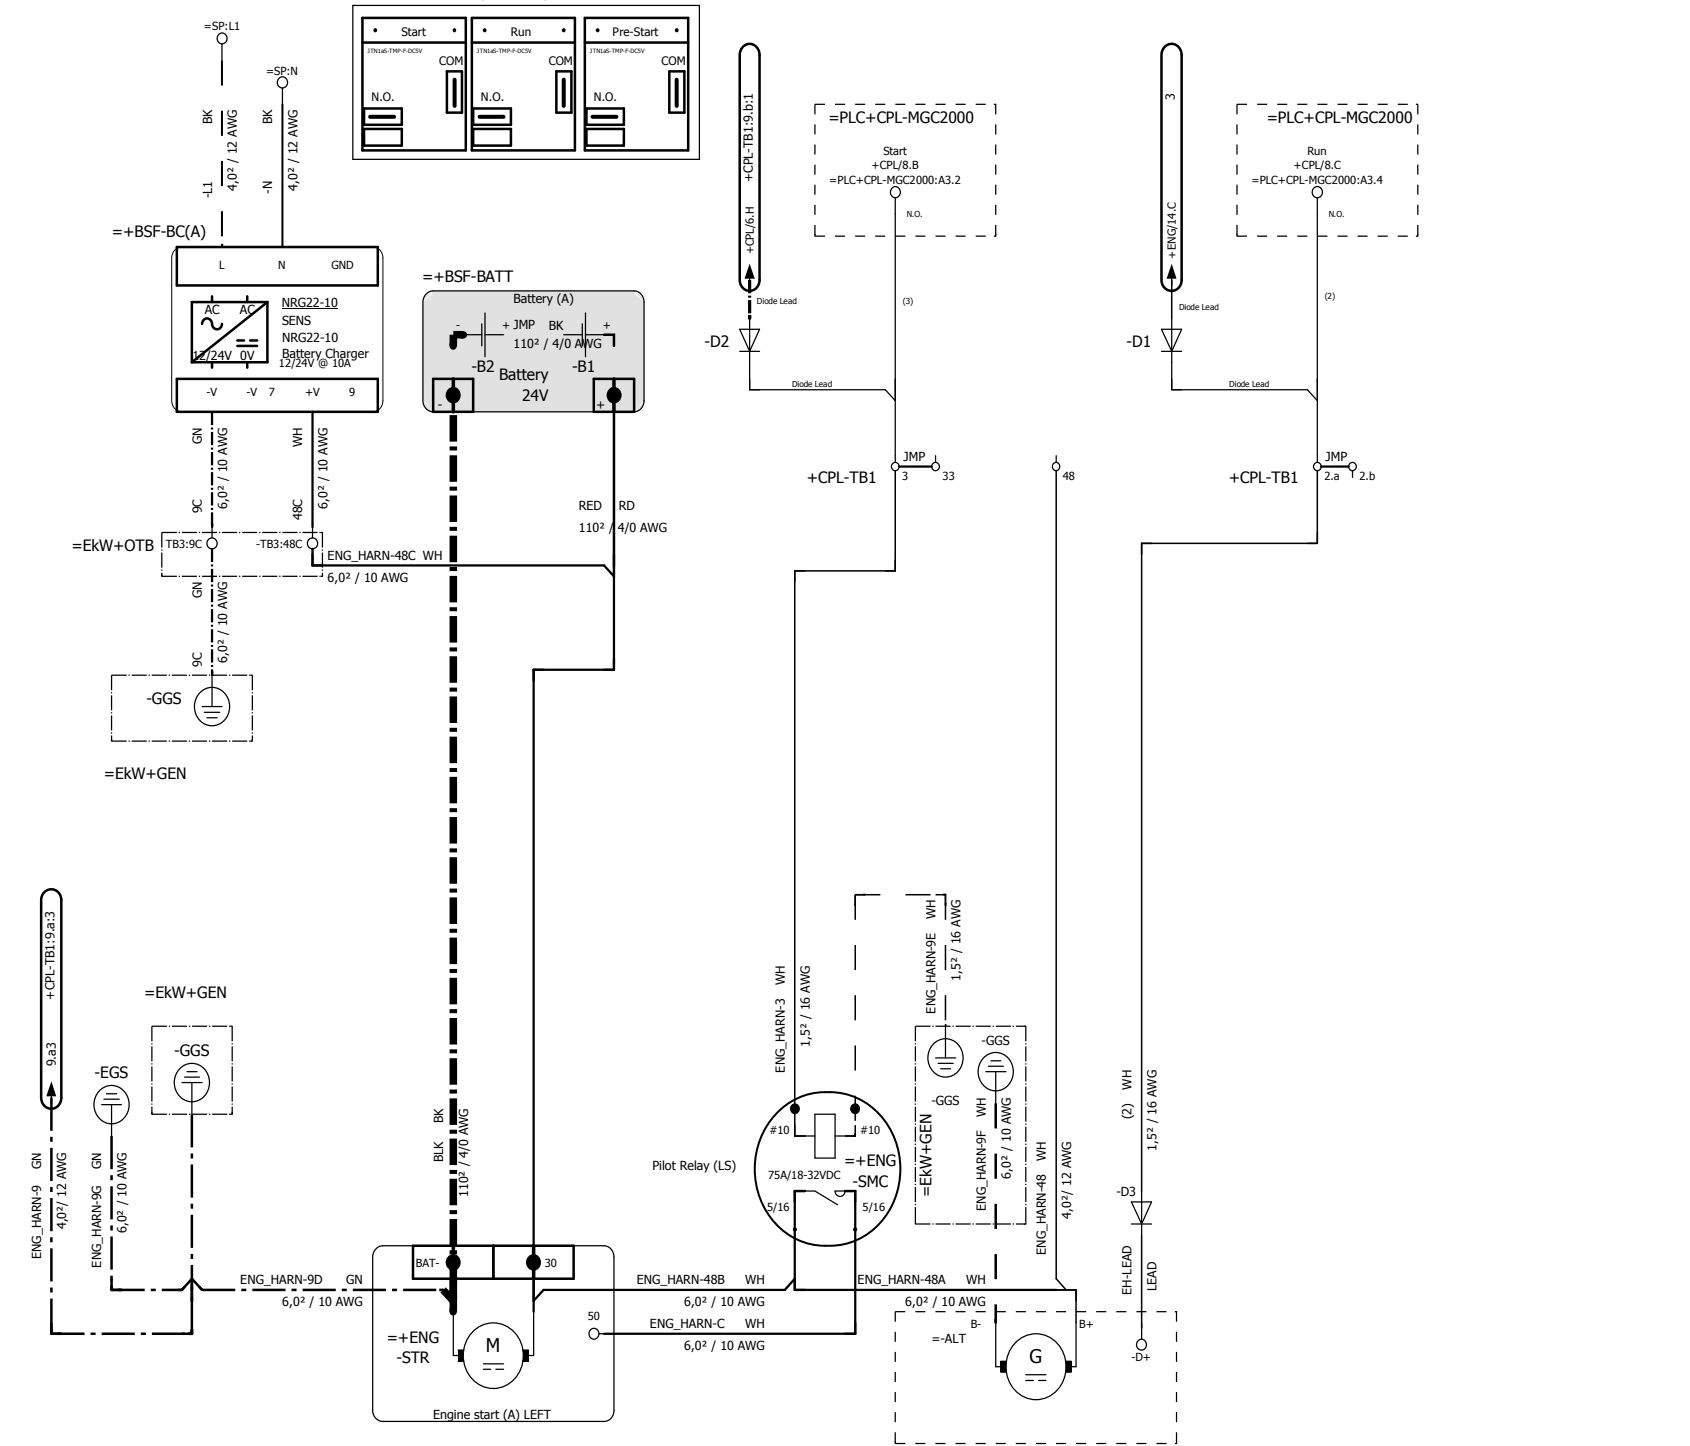 =SP:L1
=SP:N
BK
4,0² / 12 AWG
-L1
BK
4,0² / 12 AWG
-N
Start
Run
Pre-Start
JTN1aS-TMP-F-DC5V
JTN1aS-TMP-F-DC5V
JTN1aS-TMP-F-DC5V
COM
COM
COM
N.O.
N.O.
N.O.
+CPL-TB1:9.b:1
+CPL/6.H
=PLC+CPL-MGC2000
Start
+CPL/8.B
=PLC+CPL-MGC2000:A3.2
N.O.
3
+ENG/14.C
=PLC+CPL-MGC2000
Run
+CPL/8.C
=PLC+CPL-MGC2000:A3.4
N.O.
=+BSF-BC(A)
L
N
GND
AC
AC
12/24V
0V
NRG22-10
SENS
NRG22-10
Battery Charger
12/24V @ 10A
-V
-V
7
+V
9
=+BSF-BATT
Battery (A)
-
+
JMP
BK
+
110² / 4/0 AWG
-B2
-B1
Battery
24V
-
+
Diode Lead
-D2
Diode Lead
(3)
Diode Lead
-D1
Diode Lead
(2)
GN
6,0² / 10 AWG
9C
WH
6,0² / 10 AWG
48C
+CPL-TB1
JMP
3
33
48
+CPL-TB1
JMP
2.a
2.b
RED
RD
110² / 4/0 AWG
=EkW+OTB
TB3:9C
-TB3:48C
ENG_HARN-48C WH
6,0² / 10 AWG
GN
6,0² / 10 AWG
9C
-GGS
=EkW+GEN
+CPL-TB1:9.a:3
9.a3
=EkW+GEN
-GGS
-EGS
ENG_HARN-9 GN
4,0²/ 12 AWG
ENG_HARN-9G GN
6,0² / 10 AWG
BLK BK
110² / 4/0 AWG
ENG_HARN-3 WH
1,5² / 16 AWG
ENG_HARN-9E WH
1,5² / 16 AWG
-GGS
-GGS
=EkW+GEN
ENG_HARN-9F WH
6,0² / 10 AWG
ENG_HARN-48 WH
4,0²/ 12 AWG
(2) WH
1,5² / 16 AWG
Pilot Relay (LS)
#10
#10
75A/18-32VDC
=+ENG
-SMC
5/16
5/16
-D3
EH-LEAD
LEAD
BAT-
30
ENG_HARN-9D GN
6,0² / 10 AWG
ENG_HARN-48B WH
6,0² / 10 AWG
ENG_HARN-48A WH
6,0² / 10 AWG
50
ENG_HARN-C WH
6,0² / 10 AWG
=+ENG
-STR
M
Engine start (A) LEFT
B-
B+
=-ALT
G
-D+